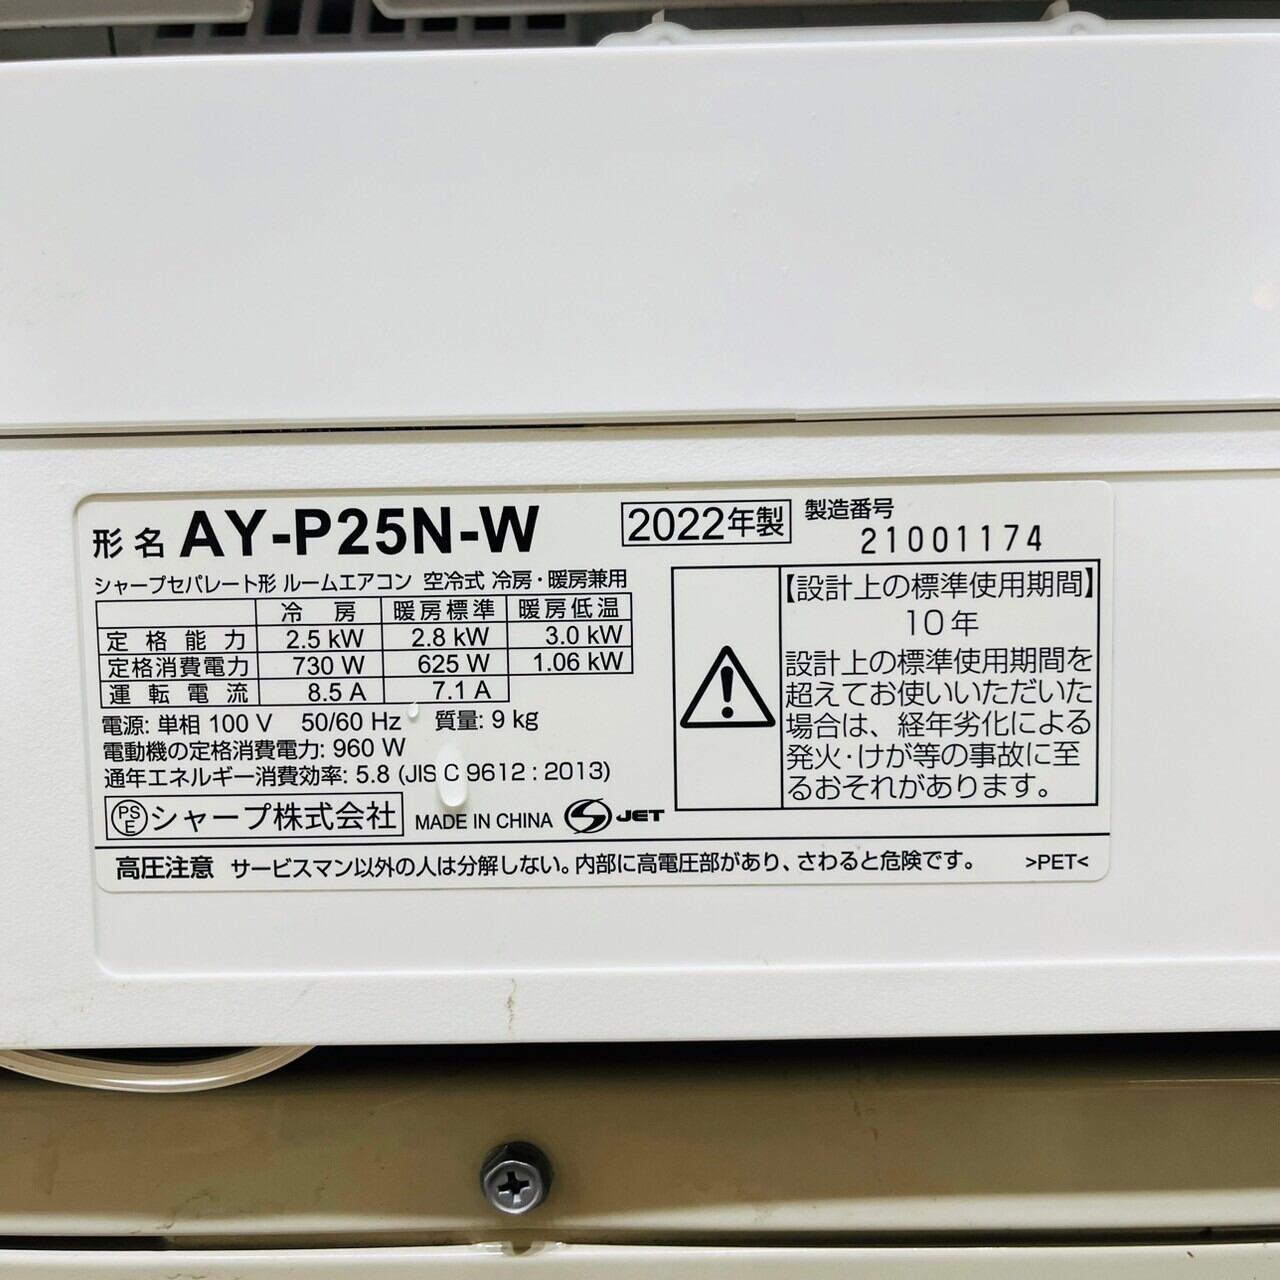 形名 AY-P25N-W 2022年製 製造番号 21001174
シャープセパレート形 ルームエアコン 空冷式 冷房・暖房兼用
冷房 暖房標準 暖房低温
定格能力 2.5 kW 2.8 kW 3.0 kW
定格消費電力 730 W 625 W 1.06 kW
運転電流 8.5 A 7.1 A
電源: 単相 100 V 50/60 Hz 質量: 9 kg
電動機の定格消費電力: 960 W
通年エネルギー消費効率: 5.8 (JIS C 9612 : 2013)
PSE シャープ株式会社 MADE IN CHINA S JET
【設計上の標準使用期間】
10年
設計上の標準使用期間を
超えてお使いいただいた
場合は、経年劣化による
発火・けが等の事故に至
るおそれがあります。
高圧注意 サービスマン以外の人は分解しない。内部に高電圧部があり、さわると危険です。 >PET<